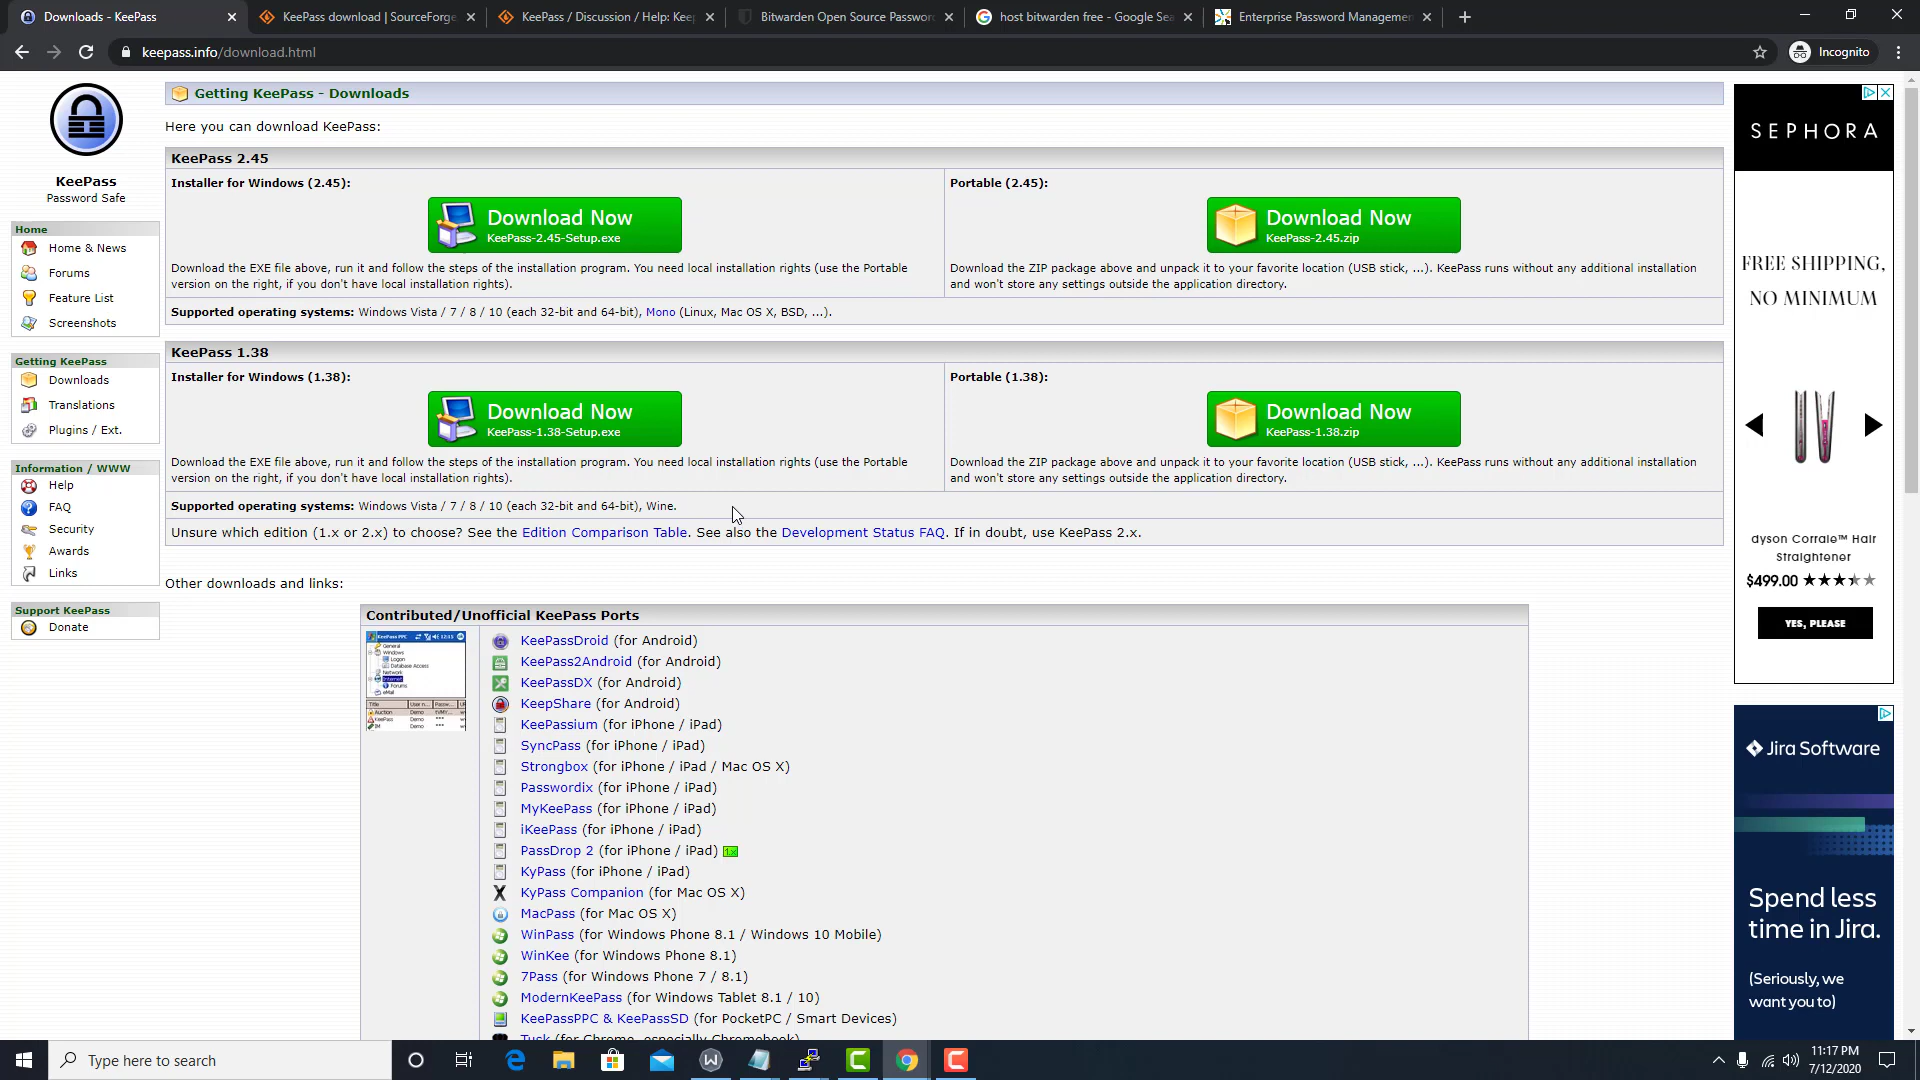 Downloads - KeePass
KeePass download | SourceForge
KeePass / Discussion / Help: Kee
Bitwarden Open Source Password
host bitwarden free - Google Sea
Enterprise Password Managemen
keepass.info/download.html
Incognito
KeePass
Password Safe
Home
Home & News
Forums
Feature List
Screenshots
Getting KeePass
Downloads
Translations
Plugins / Ext.
Information / WWW
Help
FAQ
Security
Awards
Links
Support KeePass
Donate
Getting KeePass - Downloads
Here you can download KeePass:
KeePass 2.45
Installer for Windows (2.45):
Download Now
KeePass-2.45-Setup.exe
Download the EXE file above, run it and follow the steps of the installation program. You need local installation rights (use the Portable
version on the right, if you don't have local installation rights).
Portable (2.45):
Download Now
KeePass-2.45.zip
Download the ZIP package above and unpack it to your favorite location (USB stick, ...). KeePass runs without any additional installation
and won't store any settings outside the application directory.
Supported operating systems: Windows Vista / 7 / 8 / 10 (each 32-bit and 64-bit), Mono (Linux, Mac OS X, BSD, ...).
KeePass 1.38
Installer for Windows (1.38):
Download Now
KeePass-1.38-Setup.exe
Download the EXE file above, run it and follow the steps of the installation program. You need local installation rights (use the Portable
version on the right, if you don't have local installation rights).
Portable (1.38):
Download Now
KeePass-1.38.zip
Download the ZIP package above and unpack it to your favorite location (USB stick, ...). KeePass runs without any additional installation
and won't store any settings outside the application directory.
Supported operating systems: Windows Vista / 7 / 8 / 10 (each 32-bit and 64-bit), Wine.
Unsure which edition (1.x or 2.x) to choose? See the Edition Comparison Table. See also the Development Status FAQ. If in doubt, use KeePass 2.x.
Other downloads and links:
Contributed/Unofficial KeePass Ports
KeePassDroid (for Android)
KeePass2Android (for Android)
KeePassDX (for Android)
KeepShare (for Android)
KeePassium (for iPhone / iPad)
SyncPass (for iPhone / iPad)
Strongbox (for iPhone / iPad / Mac OS X)
Passwordix (for iPhone / iPad)
MyKeePass (for iPhone / iPad)
iKeePass (for iPhone / iPad)
PassDrop 2 (for iPhone / iPad) 1.x
KyPass (for iPhone / iPad)
KyPass Companion (for Mac OS X)
MacPass (for Mac OS X)
WinPass (for Windows Phone 8.1 / Windows 10 Mobile)
WinKee (for Windows Phone 8.1)
7Pass (for Windows Phone 7 / 8.1)
ModernKeePass (for Windows Tablet 8.1 / 10)
KeePassPPC & KeePassSD (for PocketPC / Smart Devices)
Tusk (for Chrome, especially Chromebook)
SEPHORA
FREE SHIPPING,
NO MINIMUM
dyson Corrale™ Hair
Straightener
$499.00
YES, PLEASE
Jira Software
Spend less
time in Jira.
(Seriously, we
want you to)
Type here to search
11:17 PM
7/12/2020